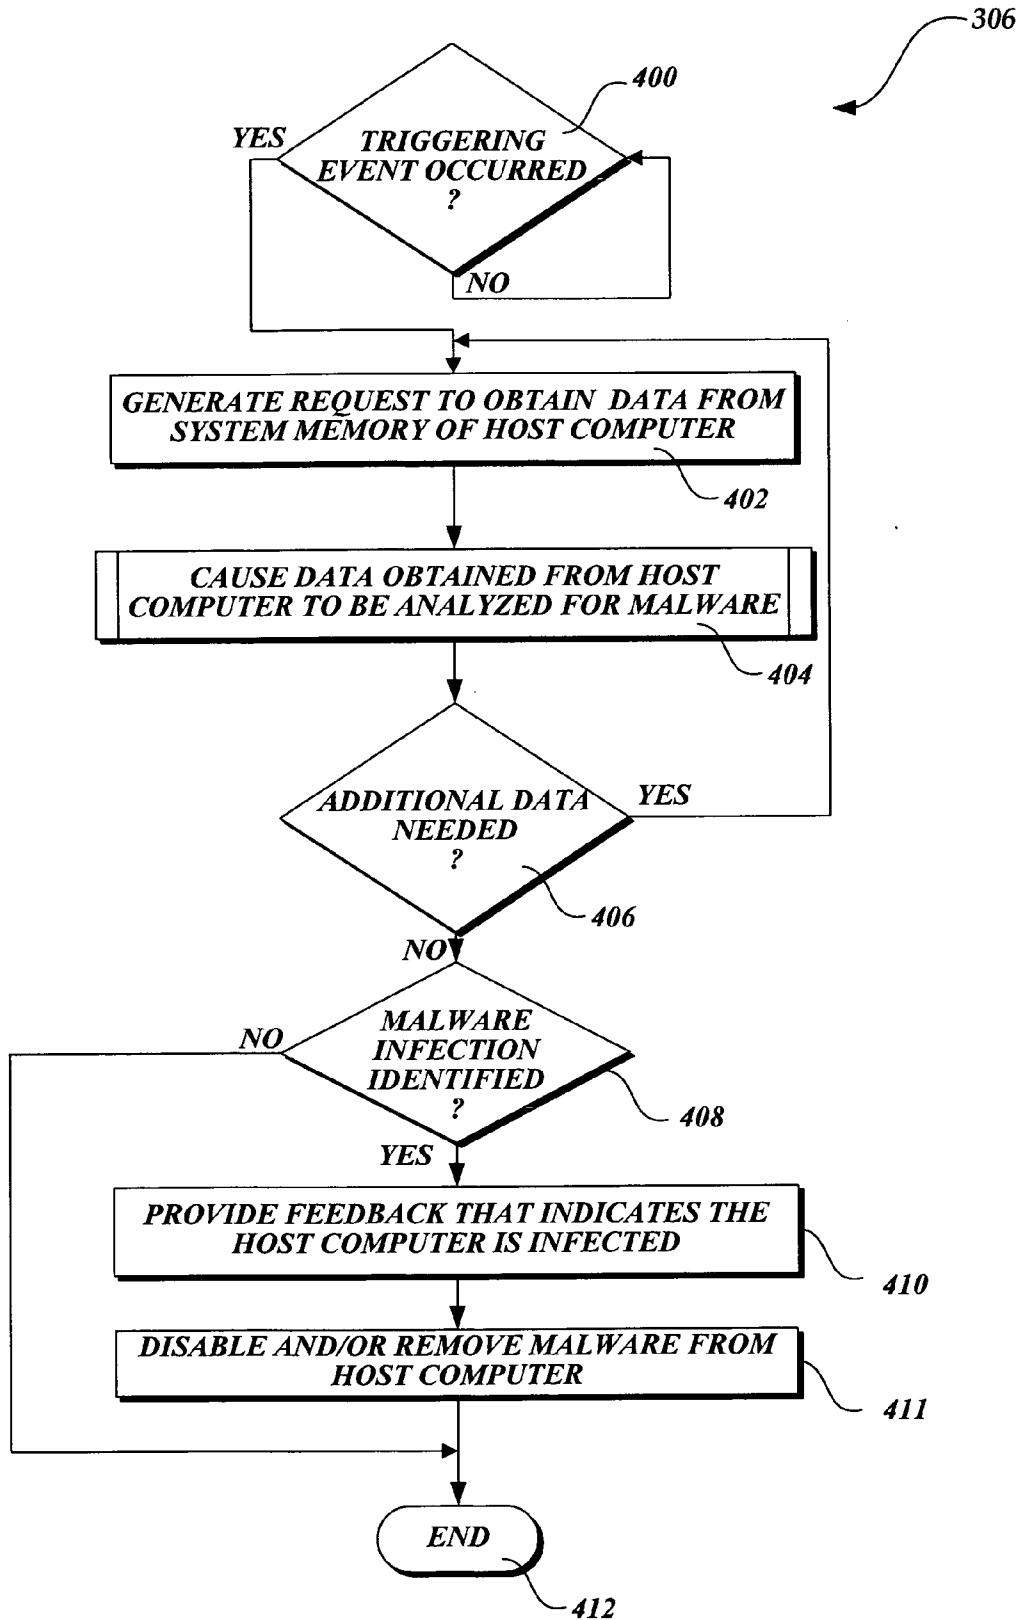 306
400
YES
TRIGGERING
EVENT OCCURRED
?
NO
GENERATE REQUEST TO OBTAIN DATA FROM
SYSTEM MEMORY OF HOST COMPUTER
402
CAUSE DATA OBTAINED FROM HOST
COMPUTER TO BE ANALYZED FOR MALWARE
404
ADDITIONAL DATA
NEEDED
?
YES
406
NO
MALWARE
INFECTION
IDENTIFIED
?
NO
408
YES
PROVIDE FEEDBACK THAT INDICATES THE
HOST COMPUTER IS INFECTED
410
DISABLE AND/OR REMOVE MALWARE FROM
HOST COMPUTER
411
END
412